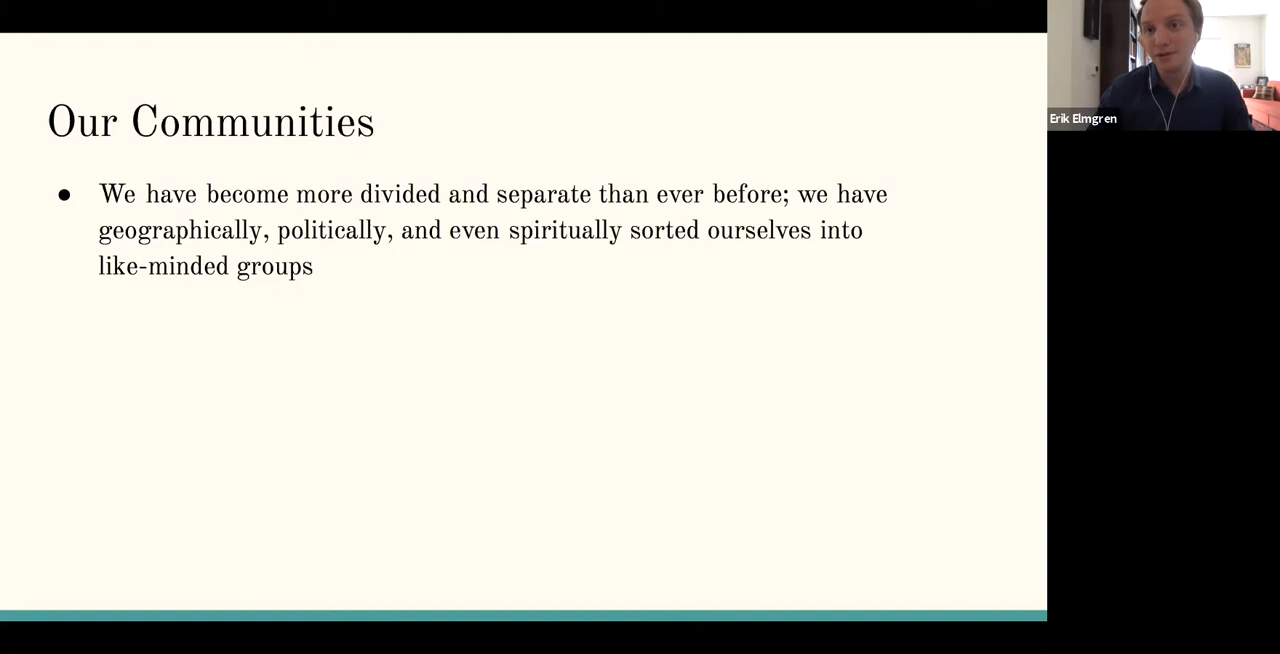 Our Communities
● We have become more divided and separate than ever before; we have
geographically, politically, and even spiritually sorted ourselves into
like-minded groups
Erik Elmgren